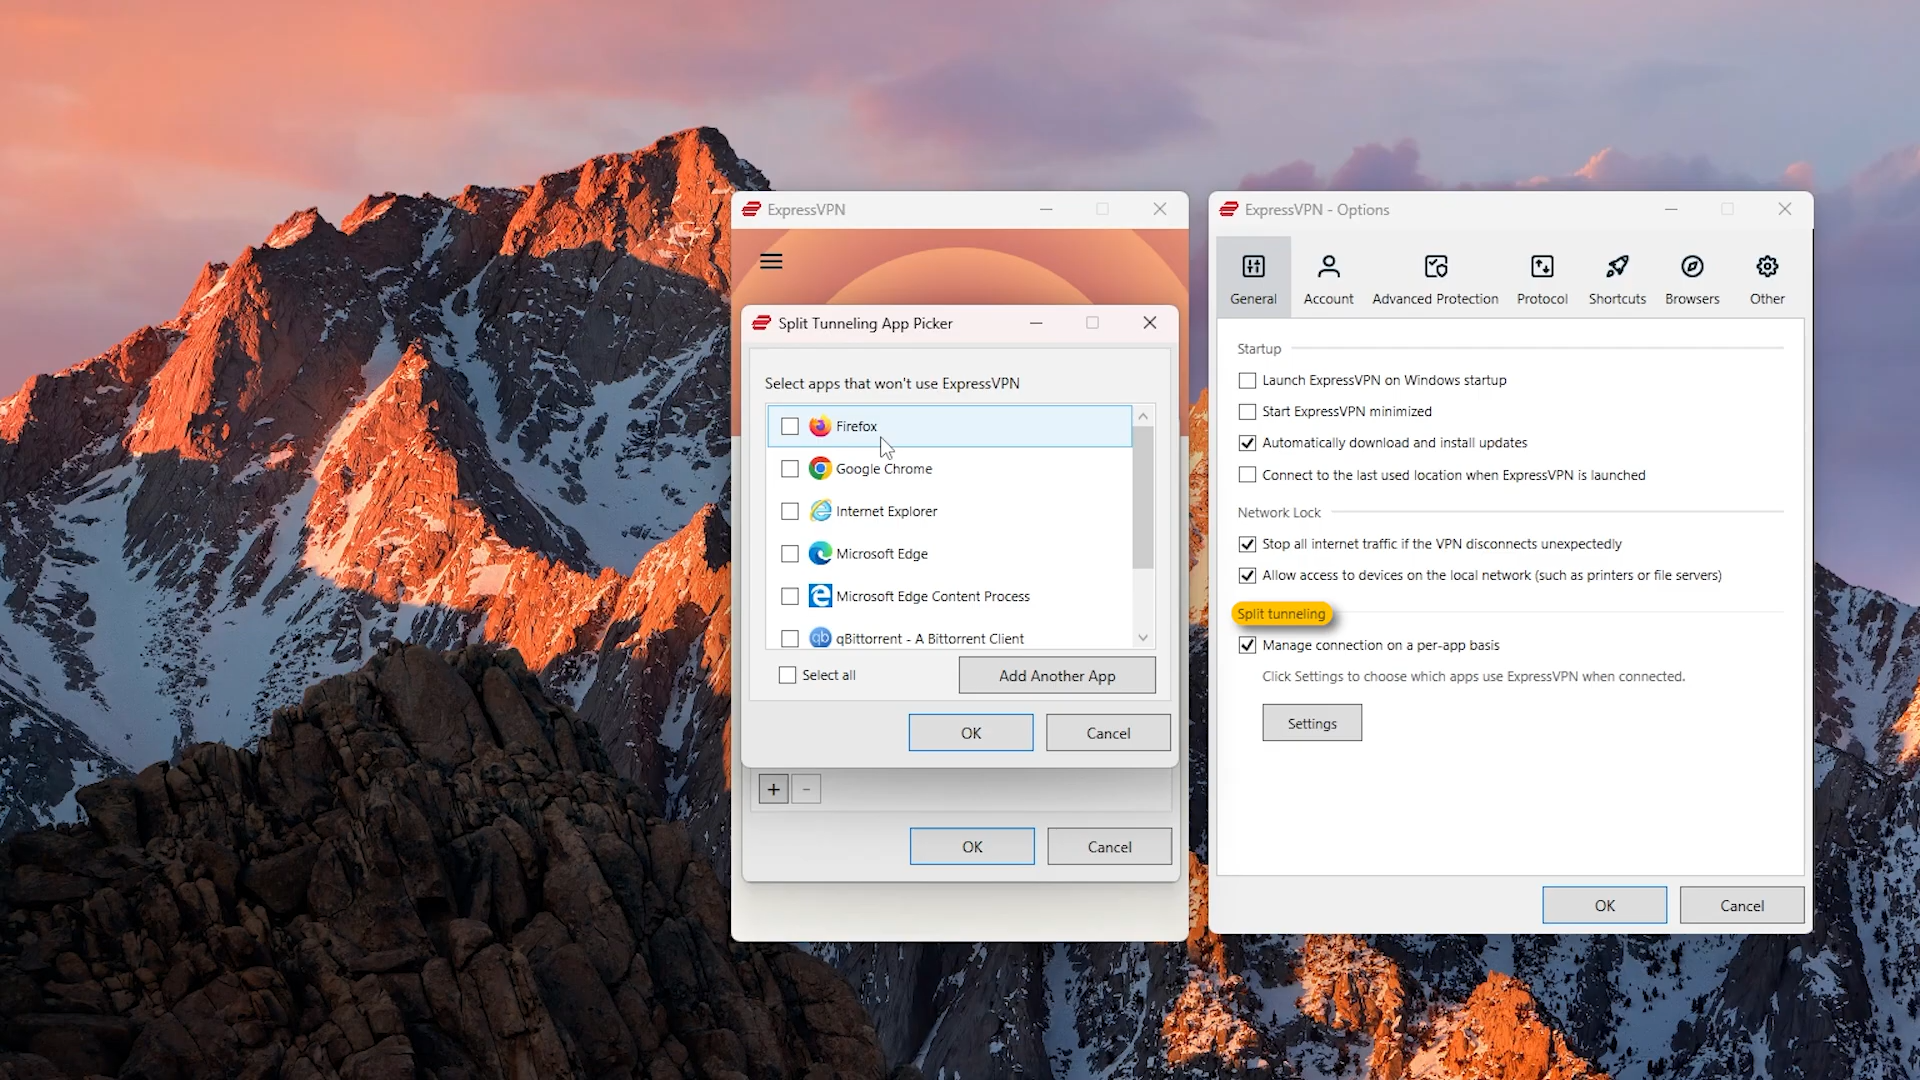 ExpressVPN
Split Tunneling App Picker
Select apps that won't use ExpressVPN
Firefox
Google Chrome
Internet Explorer
Microsoft Edge
Microsoft Edge Content Process
qb qBittorrent - A Bittorrent Client
Select all
Add Another App
OK Cancel
+ -
OK Cancel
ExpressVPN - Options
General Account Advanced Protection Protocol Shortcuts Browsers Other
Startup
Launch ExpressVPN on Windows startup
Start ExpressVPN minimized
Automatically download and install updates
Connect to the last used location when ExpressVPN is launched
Network Lock
Stop all internet traffic if the VPN disconnects unexpectedly
Allow access to devices on the local network (such as printers or file servers)
Split tunneling
Manage connection on a per-app basis
Click Settings to choose which apps use ExpressVPN when connected.
Settings
OK Cancel